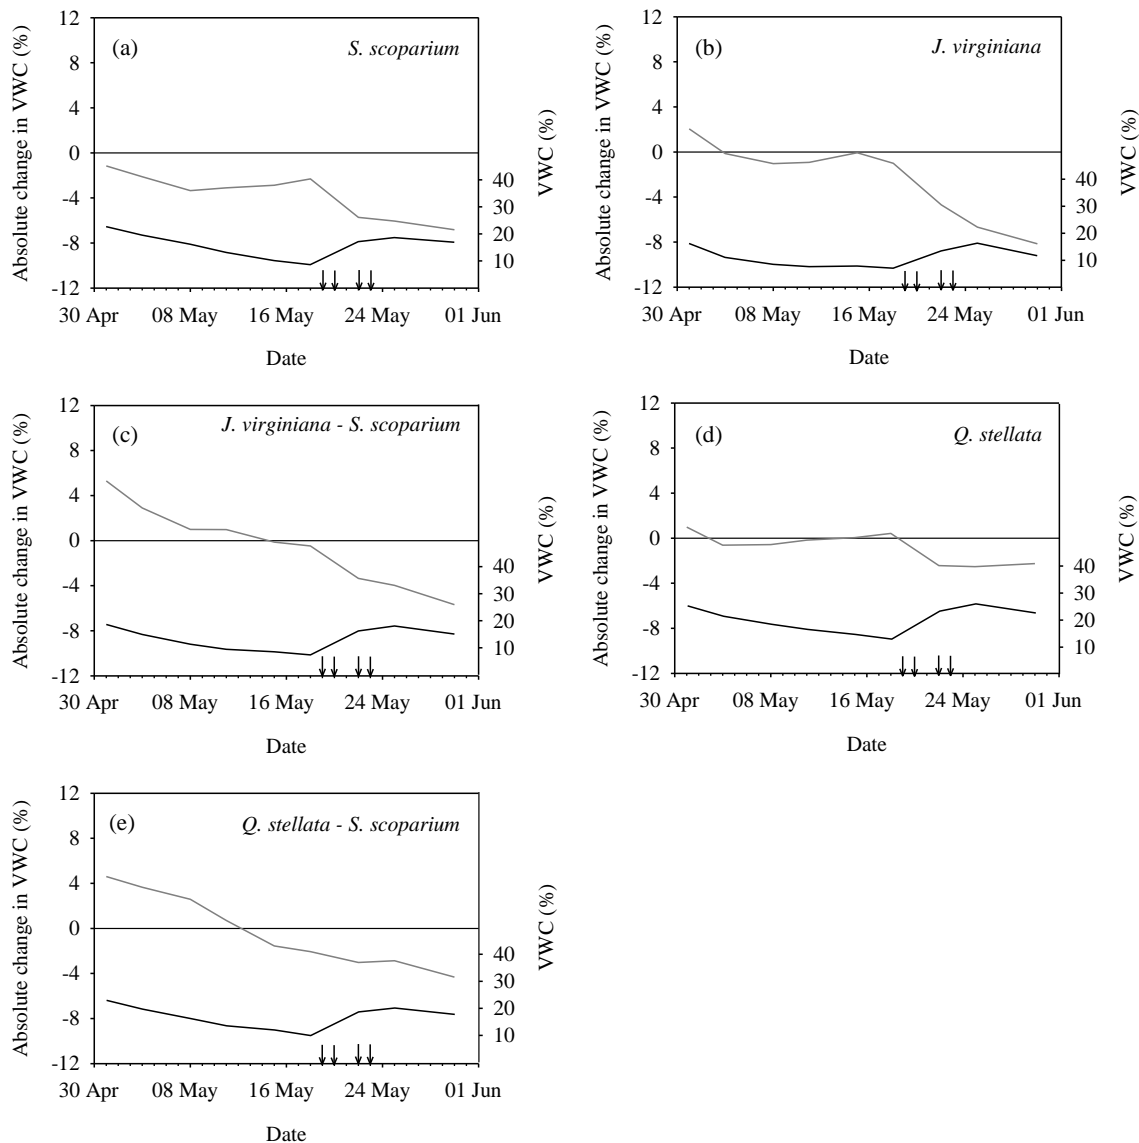 (a)
S. scoparium
Absolute change in VWC (%)
12
8
4
0
-4
-8
-12
VWC (%)
40
30
20
10
30 Apr 08 May 16 May 24 May 01 Jun
Date
(b)
J. virginiana
Absolute change in VWC (%)
12
8
4
0
-4
-8
-12
VWC (%)
40
30
20
10
30 Apr 08 May 16 May 24 May 01 Jun
Date
(c)
J. virginiana - S. scoparium
Absolute change in VWC (%)
12
8
4
0
-4
-8
-12
VWC (%)
40
30
20
10
30 Apr 08 May 16 May 24 May 01 Jun
Date
(d)
Q. stellata
Absolute change in VWC (%)
12
8
4
0
-4
-8
-12
VWC (%)
40
30
20
10
30 Apr 08 May 16 May 24 May 01 Jun
Date
(e)
Q. stellata - S. scoparium
Absolute change in VWC (%)
12
8
4
0
-4
-8
-12
VWC (%)
40
30
20
10
30 Apr 08 May 16 May 24 May 01 Jun
Date